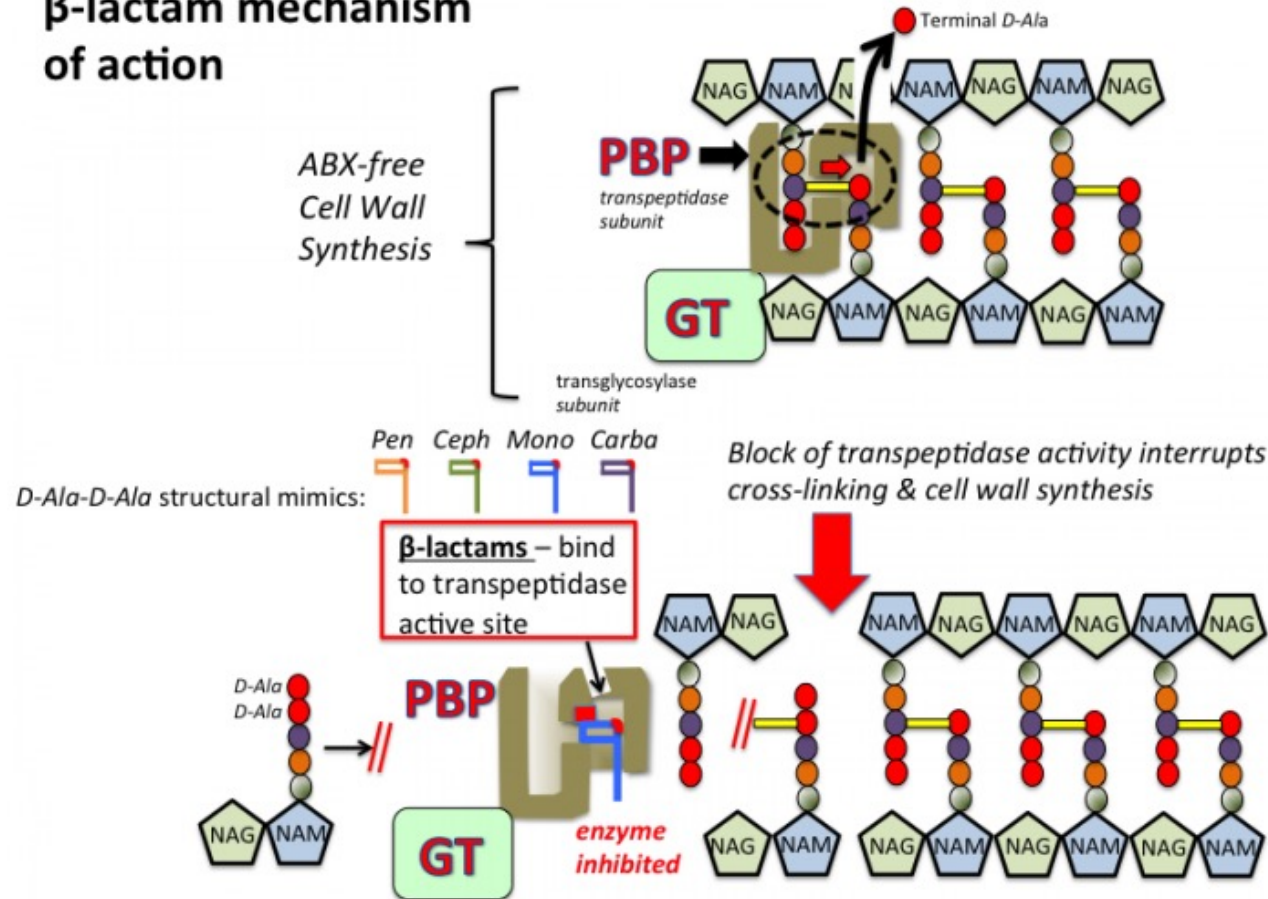 β-lactam mechanism
of action
Terminal D-Ala
NAG NAM N NAM NAG NAM NAG
ABX-free
Cell Wall
Synthesis
PBP
transpeptidase
subunit
GT
NAG NAM NAG NAM NAG NAM
transglycosylase
subunit
Pen Ceph Mono Carba
D-Ala-D-Ala structural mimics:
Block of transpeptidase activity interrupts
cross-linking & cell wall synthesis
β-lactams – bind
to transpeptidase
active site
NAM NAG NAM NAG NAM NAG NAM NAG
D-Ala
D-Ala
PBP
NAG NAM
GT
enzyme
inhibited
NAG NAM NAG NAM NAG NAM NAG NAM